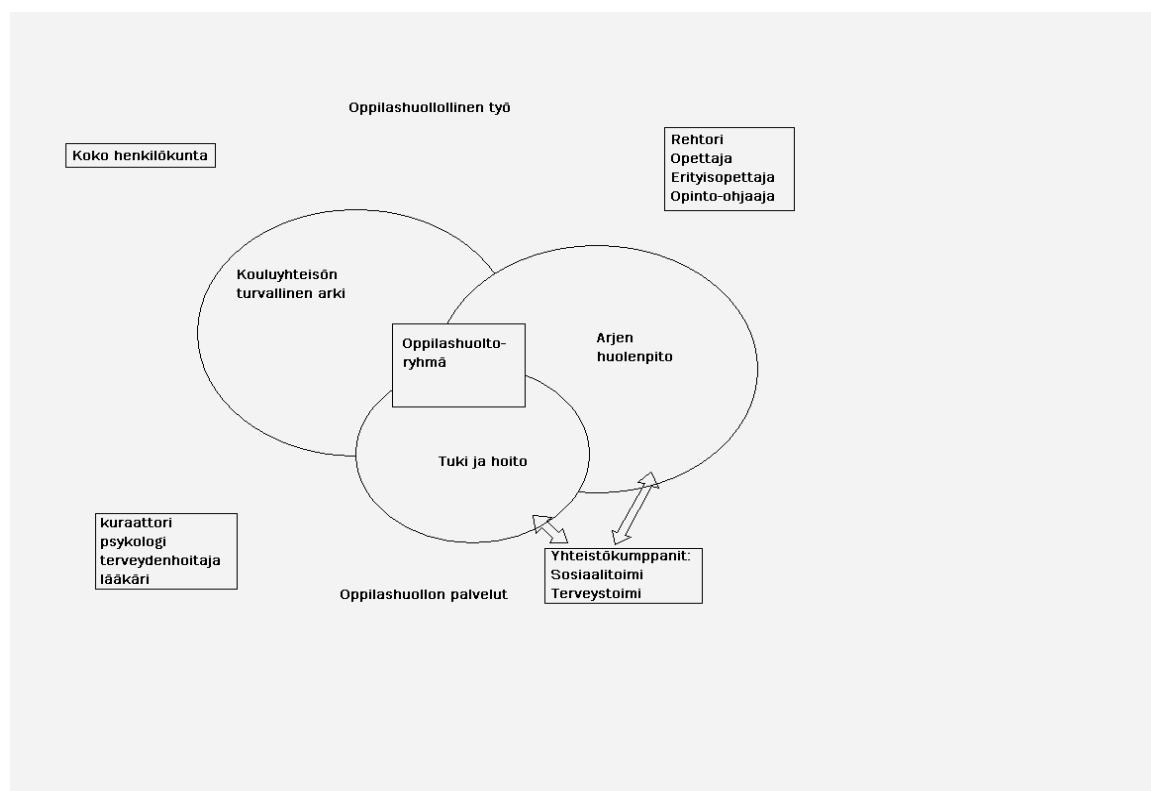 Oppilashuollollinen työ
Koko henkilökunta
Rehtori
Opettaja
Erityisopettaja
Opinto-ohjaaja
Kouluyhteisön
turvallinen arki
Oppilashuolto-
ryhmä
Arjen
huolenpito
Tuki ja hoito
kuraattori
psykologi
terveydenhoitaja
lääkäri
Oppilashuollon palvelut
Yhteistökumppanit:
Sosiaalitoimi
Terveystoimi